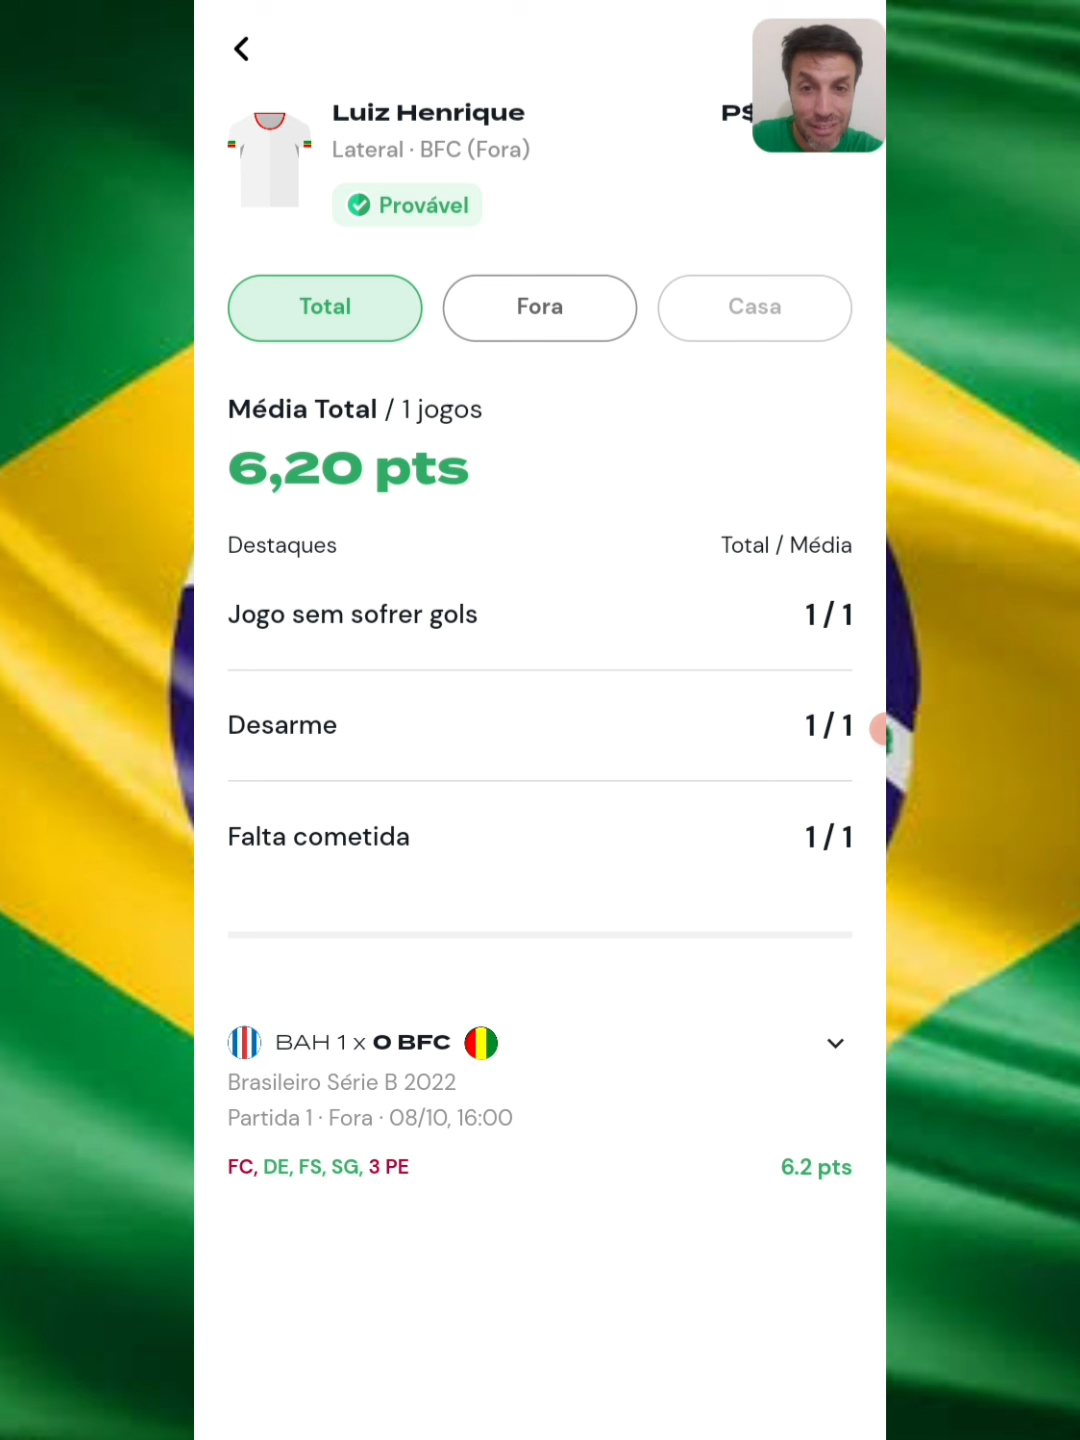 Luiz Henrique
P$
Lateral · BFC (Fora)
Provável
Total
Fora
Casa
Média Total / 1 jogos
6,20 pts
Destaques
Total / Média
Jogo sem sofrer gols
1 / 1
Desarme
1 / 1
Falta cometida
1 / 1
BAH 1 x 0 BFC
Brasileiro Série B 2022
Partida 1 · Fora · 08/10, 16:00
FC, DE, FS, SG, 3 PE
6.2 pts